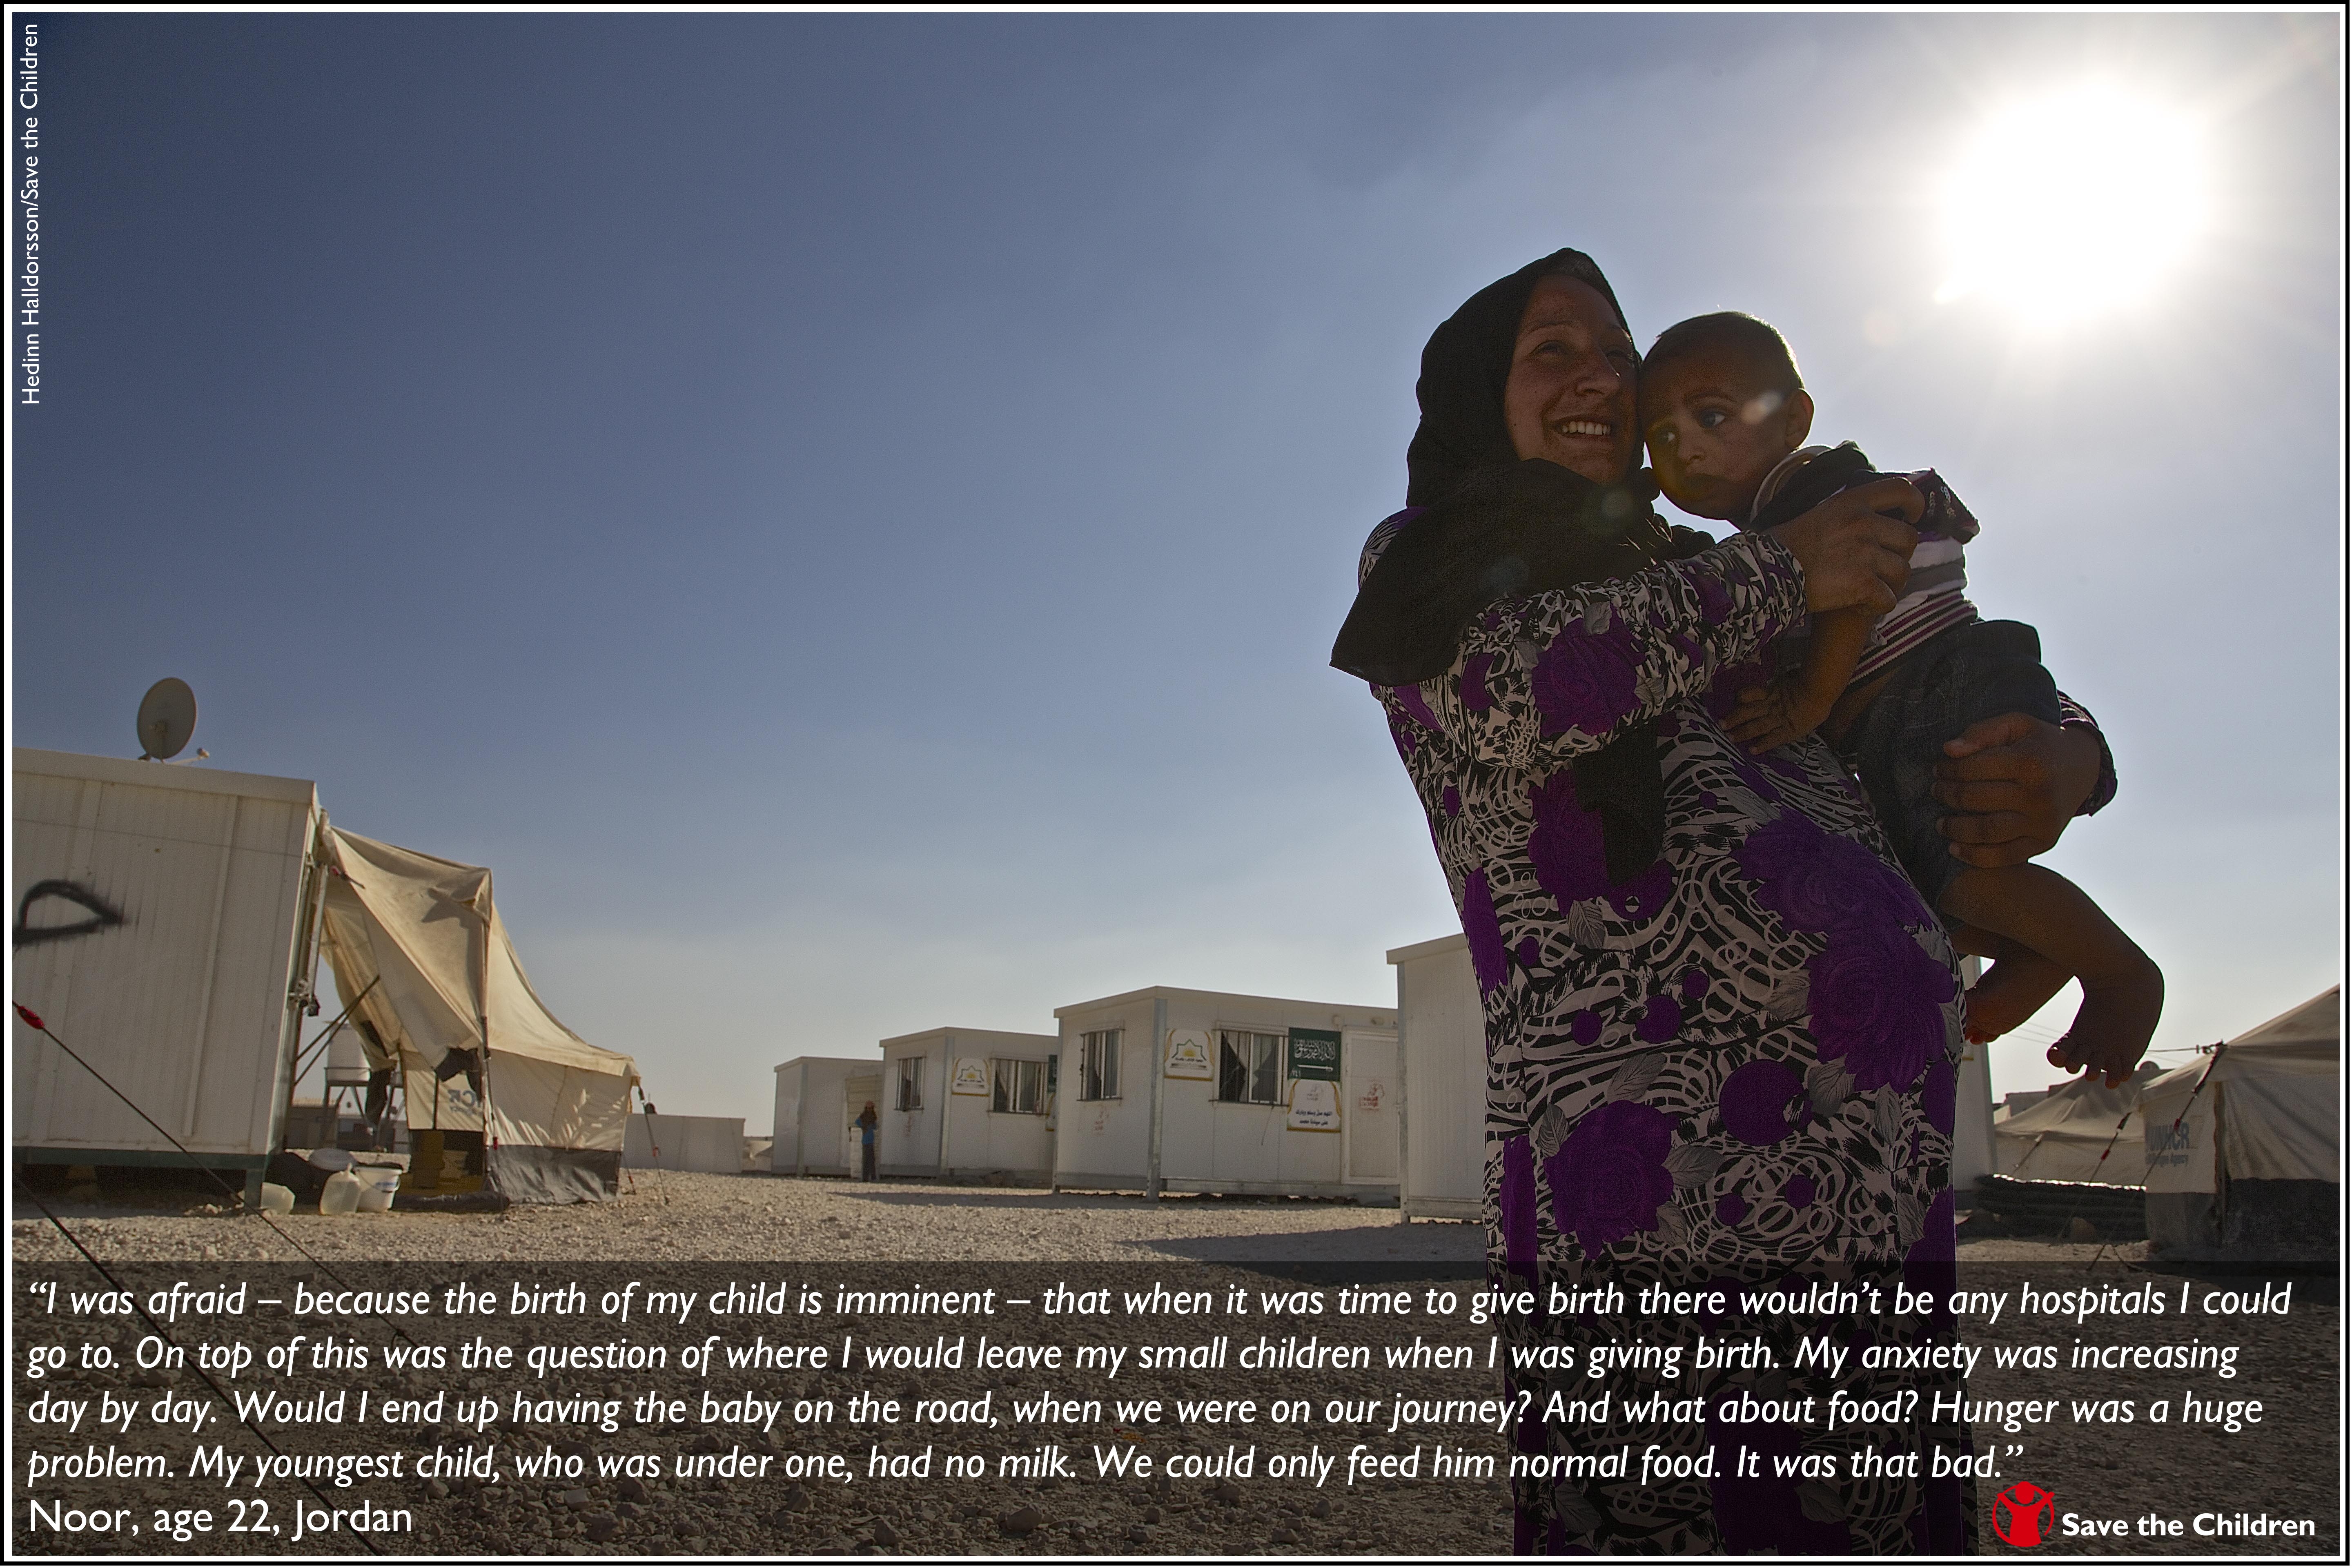 Hedinn Halldorsson/Save the Children
“I was afraid – because the birth of my child is imminent – that when it was time to give birth there wouldn’t be any hospitals I could
go to. On top of this was the question of where I would leave my small children when I was giving birth. My anxiety was increasing
day by day. Would I end up having the baby on the road, when we were on our journey? And what about food? Hunger was a huge
problem. My youngest child, who was under one, had no milk. We could only feed him normal food. It was that bad.”
Noor, age 22, Jordan
Save the Children